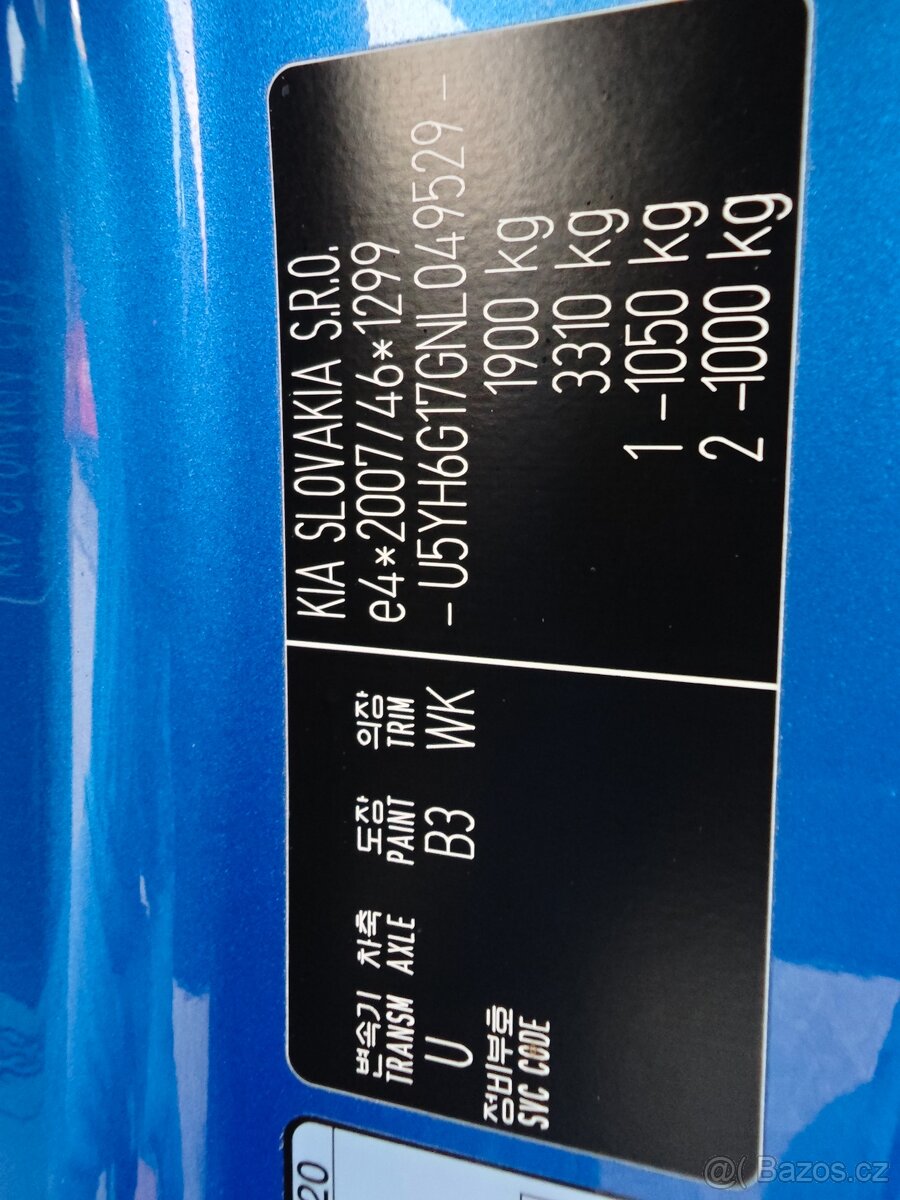 KIA SLOVAKIA S.R.O.
e4*2007/46*1299
- U5YH6G17GNL049529 -
1900 kg
3310 kg
1 -1050 kg
2 -1000 kg
변속기 차축 도장 의장
TRANSM AXLE PAINT TRIM
U B3 WK
정비부호
SVC CODE
20
@( Bazos.cz